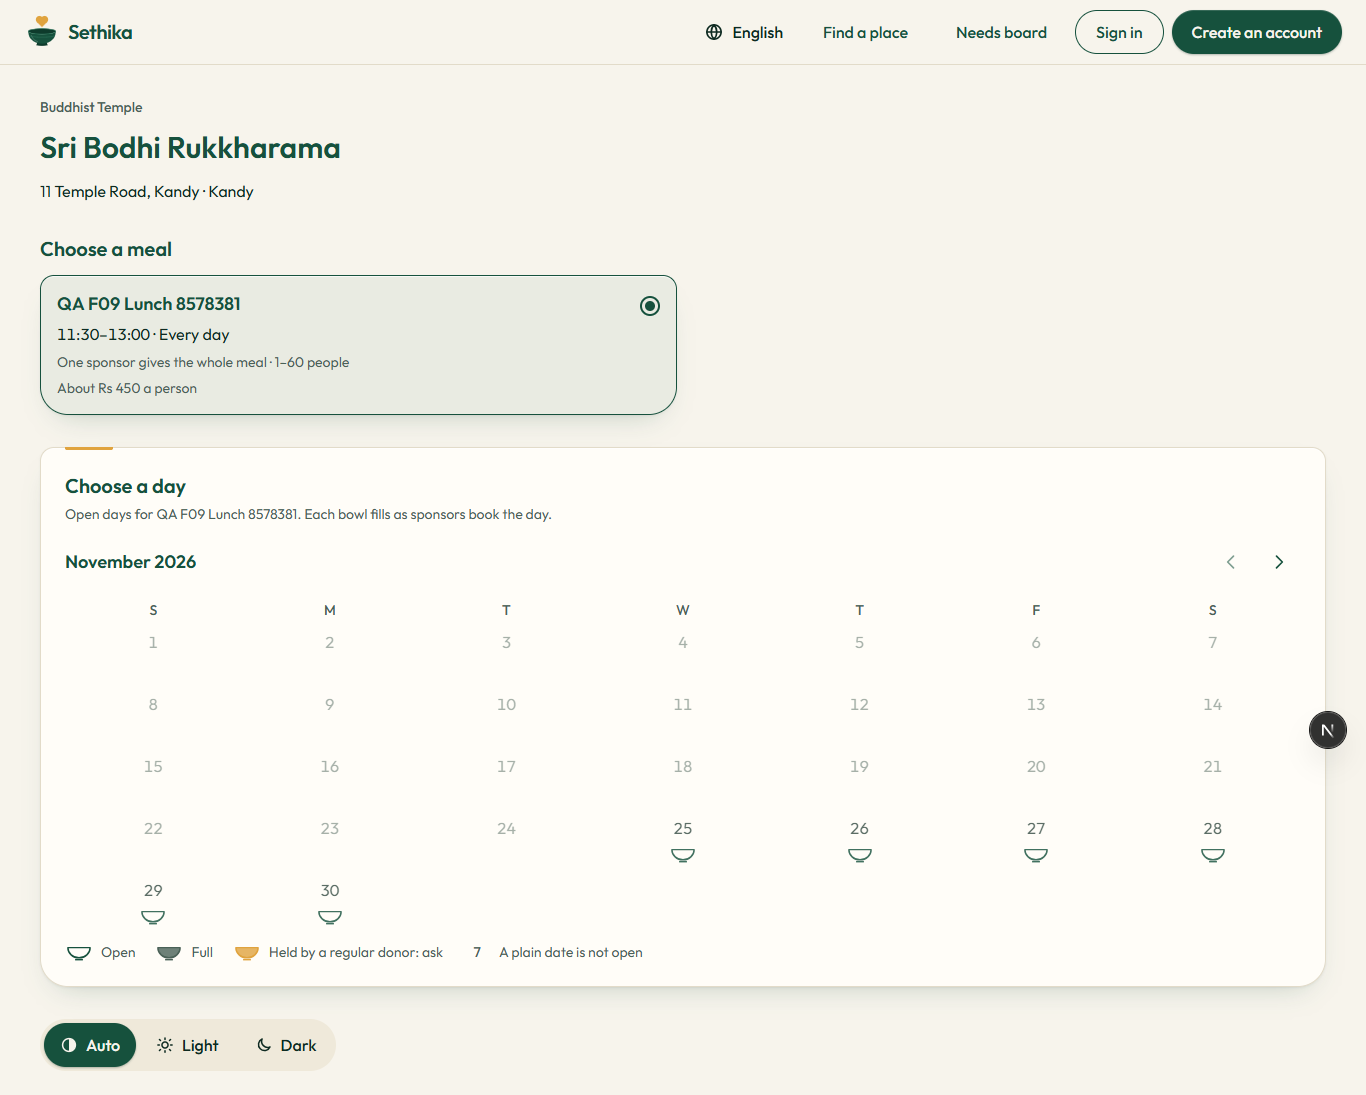 Sethika
English
Find a place
Needs board
Sign in
Create an account
Buddhist Temple
Sri Bodhi Rukkharama
11 Temple Road, Kandy · Kandy
Choose a meal
QA F09 Lunch 8578381
11:30–13:00 · Every day
One sponsor gives the whole meal · 1–60 people
About Rs 450 a person
Choose a day
Open days for QA F09 Lunch 8578381. Each bowl fills as sponsors book the day.
November 2026
S M T W T F S
1 2 3 4 5 6 7
8 9 10 11 12 13 14
15 16 17 18 19 20 21
22 23 24 25 26 27 28
29 30
Open Full Held by a regular donor: ask 7 A plain date is not open
N
Auto Light Dark